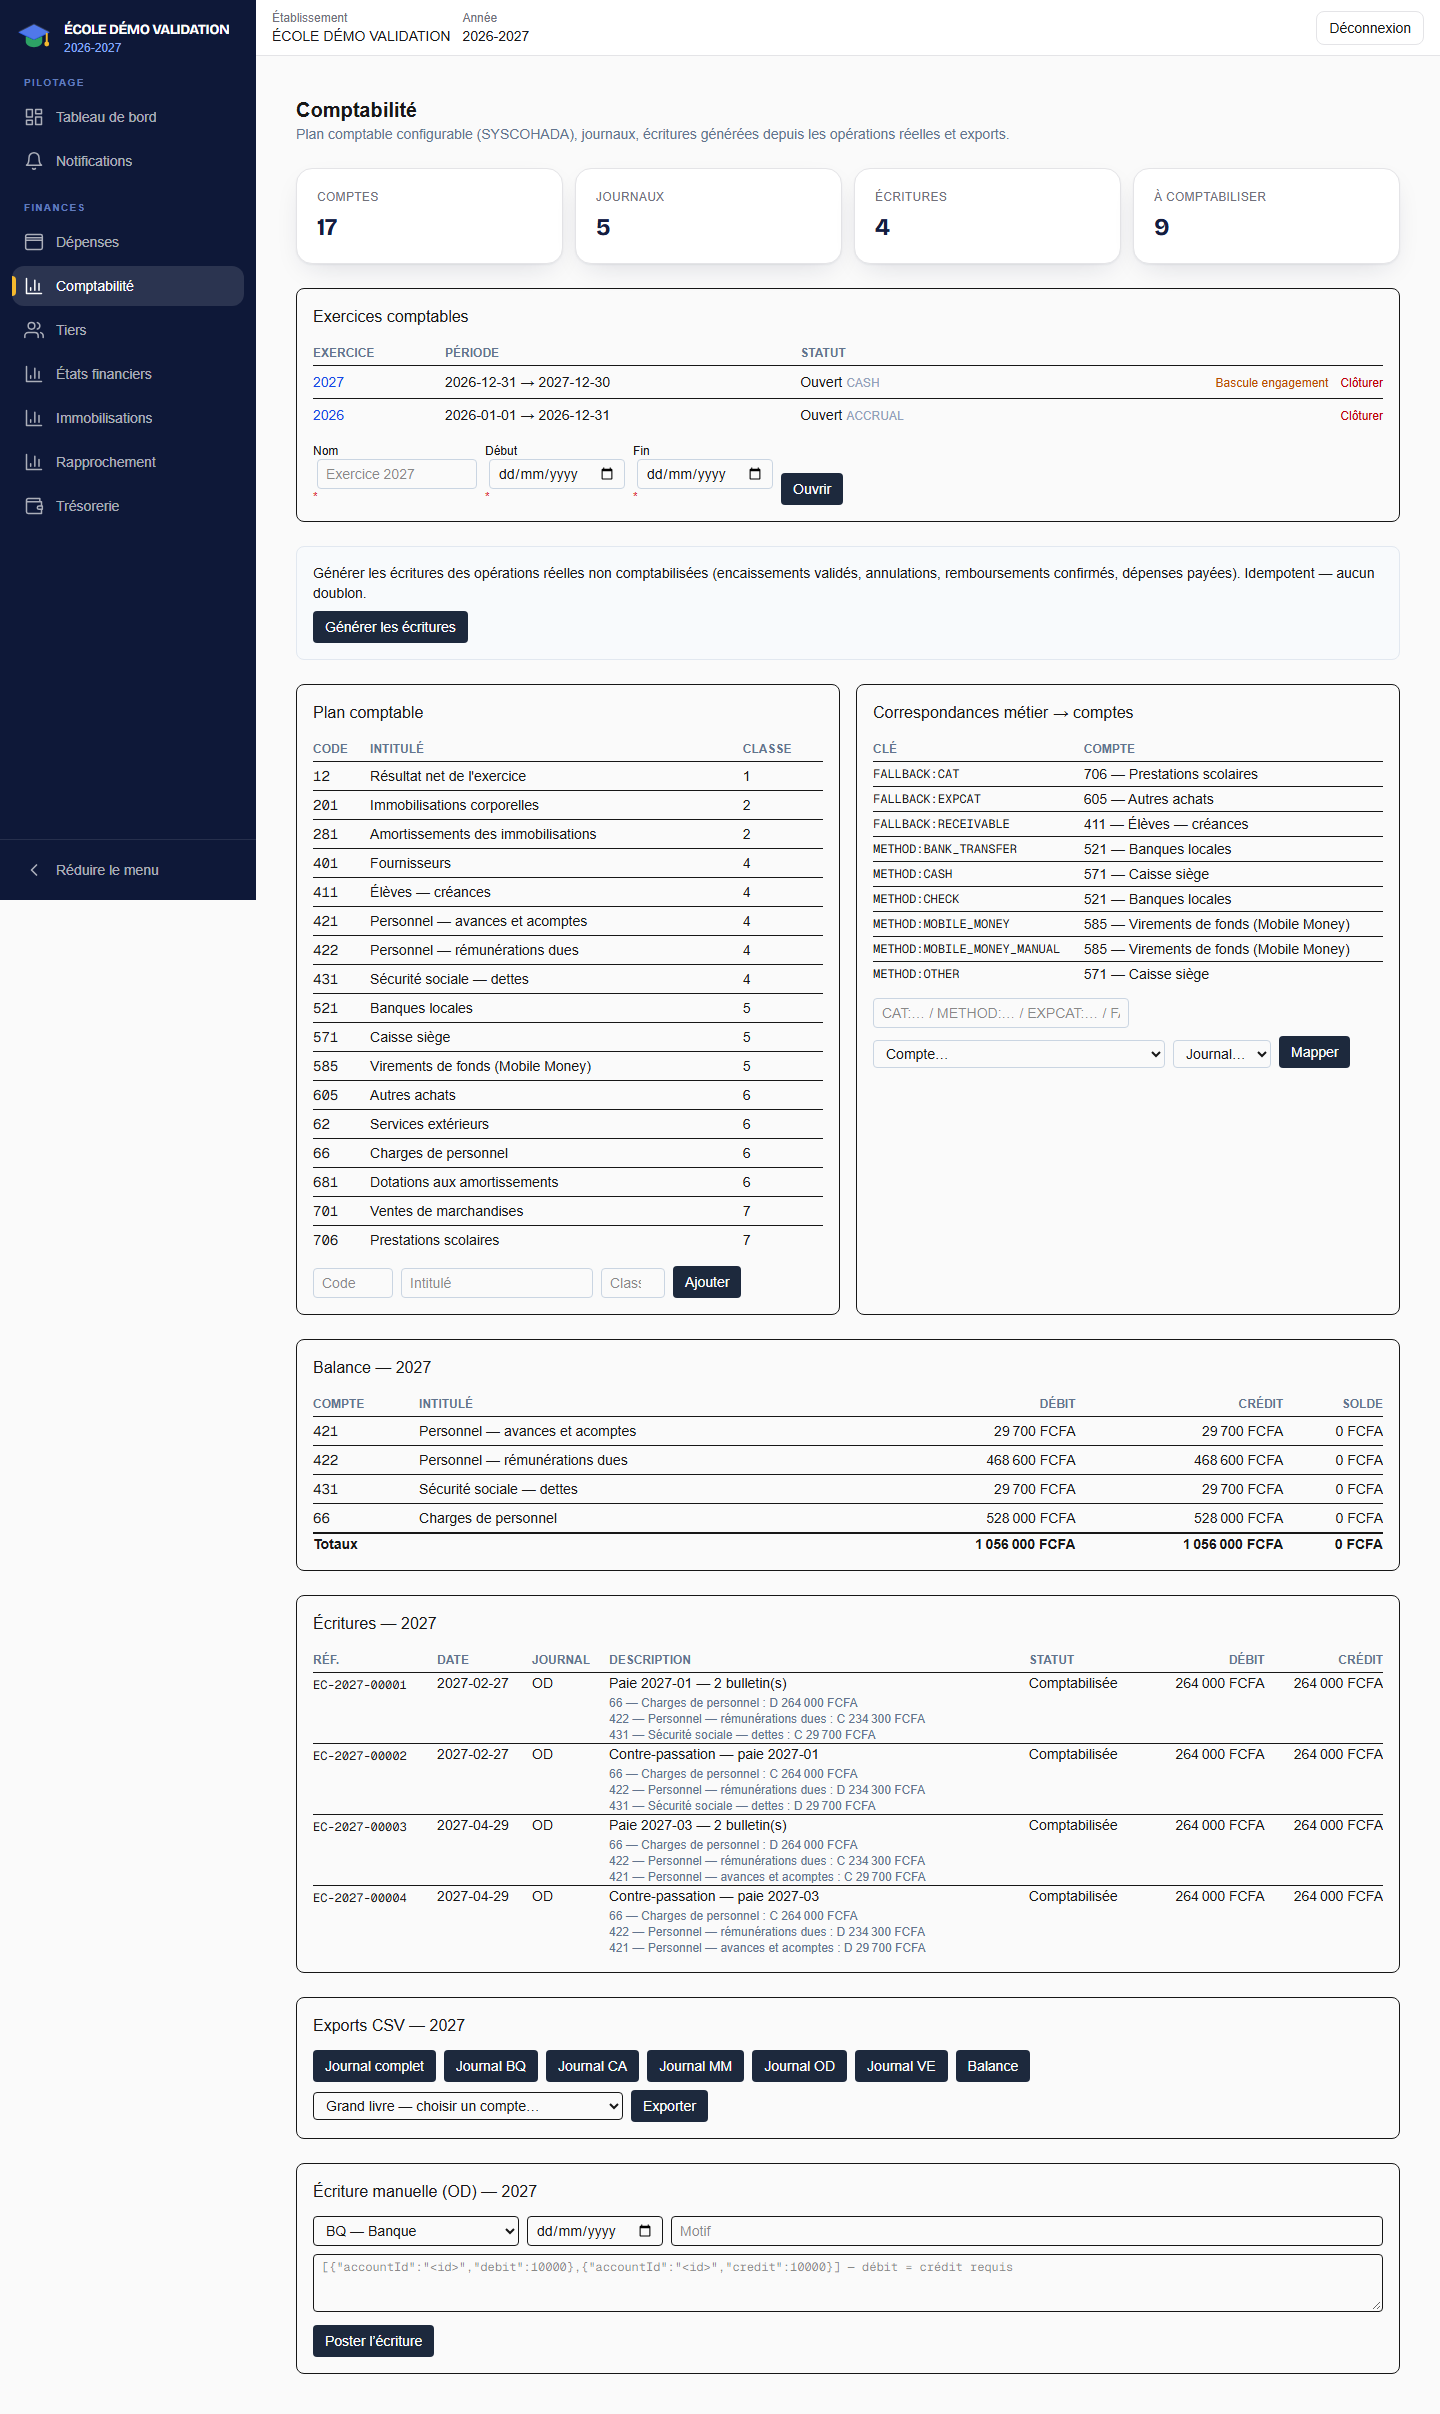 ÉCOLE DÉMO VALIDATION
2026-2027
PILOTAGE
Tableau de bord
Notifications
FINANCES
Dépenses
Comptabilité
Tiers
États financiers
Immobilisations
Rapprochement
Trésorerie
Réduire le menu
Établissement Année
ÉCOLE DÉMO VALIDATION 2026-2027
Déconnexion
Comptabilité
Plan comptable configurable (SYSCOHADA), journaux, écritures générées depuis les opérations réelles et exports.
COMPTES
17
JOURNAUX
5
ÉCRITURES
4
À COMPTABILISER
9
Exercices comptables
EXERCICE PÉRIODE STATUT
2027 2026-12-31 → 2027-12-30 Ouvert CASH Bascule engagement Clôturer
2026 2026-01-01 → 2026-12-31 Ouvert ACCRUAL Clôturer
Nom Début Fin
Exercice 2027 dd/mm/yyyy dd/mm/yyyy Ouvrir
* * *
Générer les écritures des opérations réelles non comptabilisées (encaissements validés, annulations, remboursements confirmés, dépenses payées). Idempotent — aucun
doublon.
Générer les écritures
Plan comptable
CODE INTITULÉ CLASSE
12 Résultat net de l'exercice 1
201 Immobilisations corporelles 2
281 Amortissements des immobilisations 2
401 Fournisseurs 4
411 Élèves — créances 4
421 Personnel — avances et acomptes 4
422 Personnel — rémunérations dues 4
431 Sécurité sociale — dettes 4
521 Banques locales 5
571 Caisse siège 5
585 Virements de fonds (Mobile Money) 5
605 Autres achats 6
62 Services extérieurs 6
66 Charges de personnel 6
681 Dotations aux amortissements 6
701 Ventes de marchandises 7
706 Prestations scolaires 7
Code Intitulé Class Ajouter
Correspondances métier → comptes
CLÉ COMPTE
FALLBACK:CAT 706 — Prestations scolaires
FALLBACK:EXPCAT 605 — Autres achats
FALLBACK:RECEIVABLE 411 — Élèves — créances
METHOD:BANK_TRANSFER 521 — Banques locales
METHOD:CASH 571 — Caisse siège
METHOD:CHECK 521 — Banques locales
METHOD:MOBILE_MONEY 585 — Virements de fonds (Mobile Money)
METHOD:MOBILE_MONEY_MANUAL 585 — Virements de fonds (Mobile Money)
METHOD:OTHER 571 — Caisse siège
CAT:… / METHOD:… / EXPCAT:… / F
Compte… Journal… Mapper
Balance — 2027
COMPTE INTITULÉ DÉBIT CRÉDIT SOLDE
421 Personnel — avances et acomptes 29 700 FCFA 29 700 FCFA 0 FCFA
422 Personnel — rémunérations dues 468 600 FCFA 468 600 FCFA 0 FCFA
431 Sécurité sociale — dettes 29 700 FCFA 29 700 FCFA 0 FCFA
66 Charges de personnel 528 000 FCFA 528 000 FCFA 0 FCFA
Totaux 1 056 000 FCFA 1 056 000 FCFA 0 FCFA
Écritures — 2027
RÉF. DATE JOURNAL DESCRIPTION STATUT DÉBIT CRÉDIT
EC-2027-00001 2027-02-27 OD Paie 2027-01 — 2 bulletin(s) Comptabilisée 264 000 FCFA 264 000 FCFA
66 — Charges de personnel : D 264 000 FCFA
422 — Personnel — rémunérations dues : C 234 300 FCFA
431 — Sécurité sociale — dettes : C 29 700 FCFA
EC-2027-00002 2027-02-27 OD Contre-passation — paie 2027-01 Comptabilisée 264 000 FCFA 264 000 FCFA
66 — Charges de personnel : C 264 000 FCFA
422 — Personnel — rémunérations dues : D 234 300 FCFA
431 — Sécurité sociale — dettes : D 29 700 FCFA
EC-2027-00003 2027-04-29 OD Paie 2027-03 — 2 bulletin(s) Comptabilisée 264 000 FCFA 264 000 FCFA
66 — Charges de personnel : D 264 000 FCFA
422 — Personnel — rémunérations dues : C 234 300 FCFA
421 — Personnel — avances et acomptes : C 29 700 FCFA
EC-2027-00004 2027-04-29 OD Contre-passation — paie 2027-03 Comptabilisée 264 000 FCFA 264 000 FCFA
66 — Charges de personnel : C 264 000 FCFA
422 — Personnel — rémunérations dues : D 234 300 FCFA
421 — Personnel — avances et acomptes : D 29 700 FCFA
Exports CSV — 2027
Journal complet Journal BQ Journal CA Journal MM Journal OD Journal VE Balance
Grand livre — choisir un compte… Exporter
Écriture manuelle (OD) — 2027
BQ — Banque dd/mm/yyyy Motif
[{"accountId":"<id>","debit":10000},{"accountId":"<id>","credit":10000}] — débit = crédit requis
Poster l'écriture